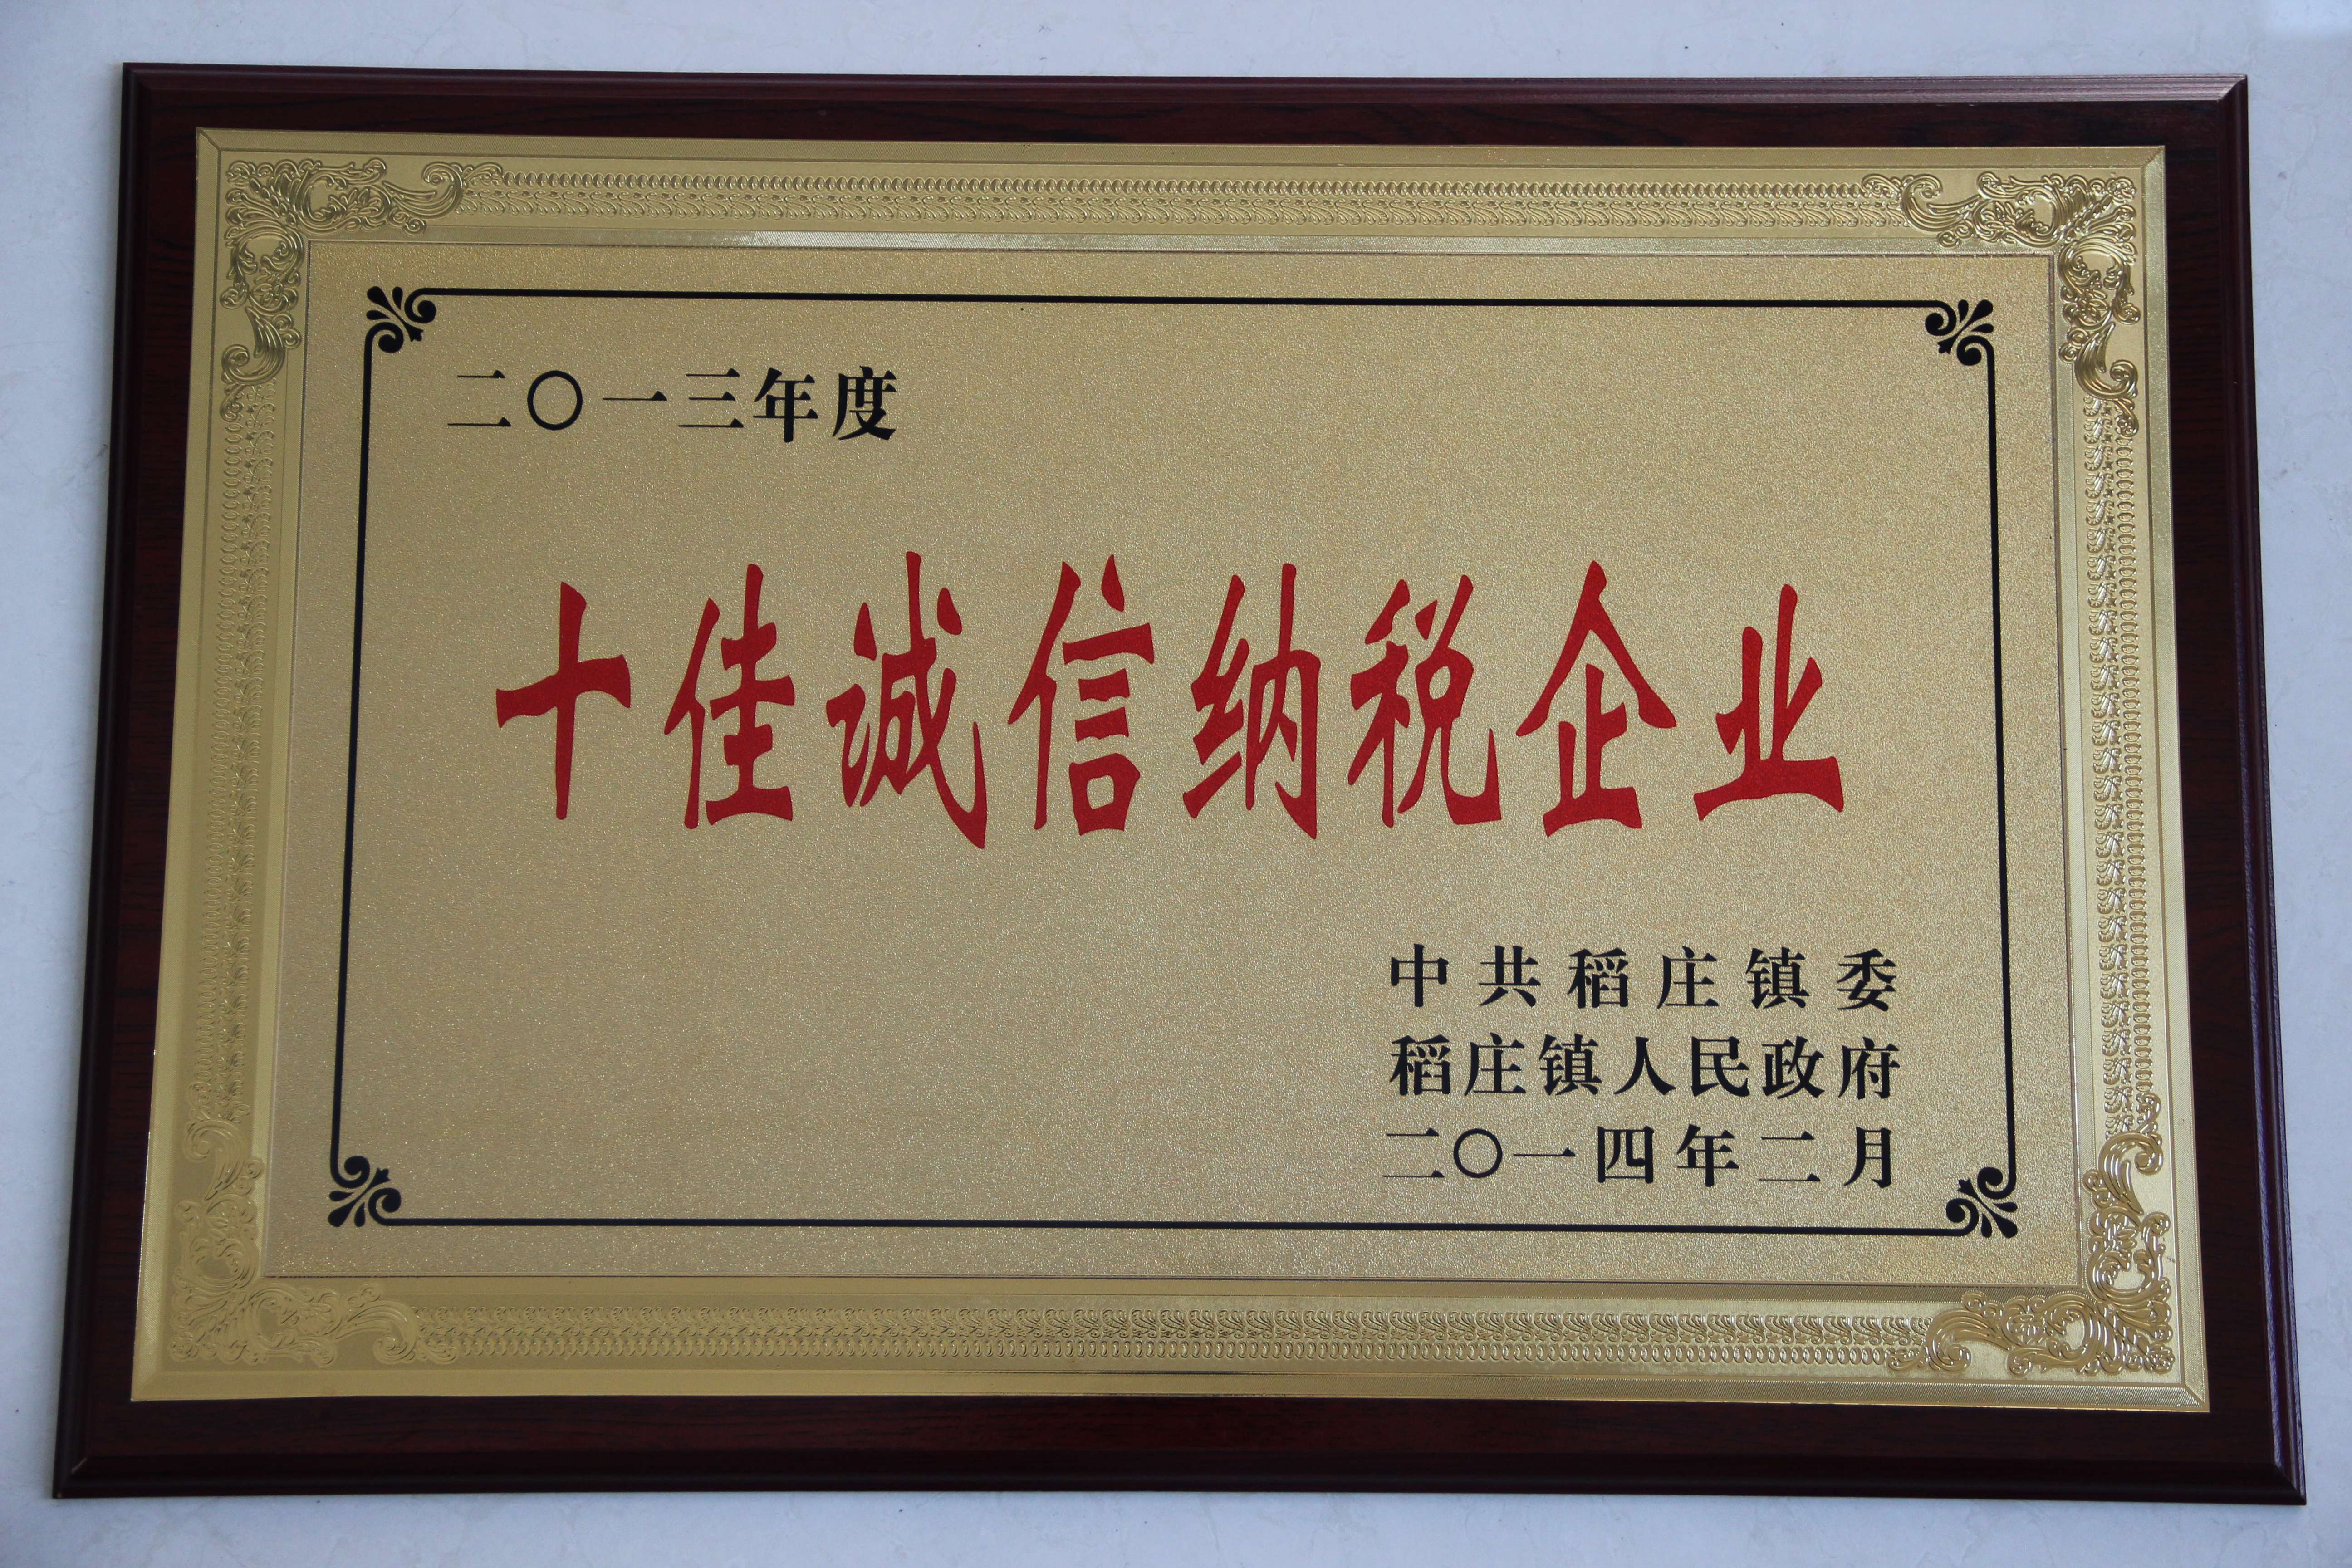 二〇一三年度
十佳诚信纳税企业
中共稻庄镇委
稻庄镇人民政府
二〇一四年二月